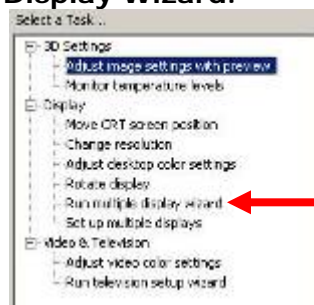 Display Wizard.
Select a Task ...
3D Settings
Adjust image settings with preview
Monitor temperature levels
Display
Move CRT screen position
Change resolution
Adjust desktop color settings
Rotate display
Run multiple display wizard
Set up multiple displays
Video & Television
Adjust video color settings
Run television setup wizard